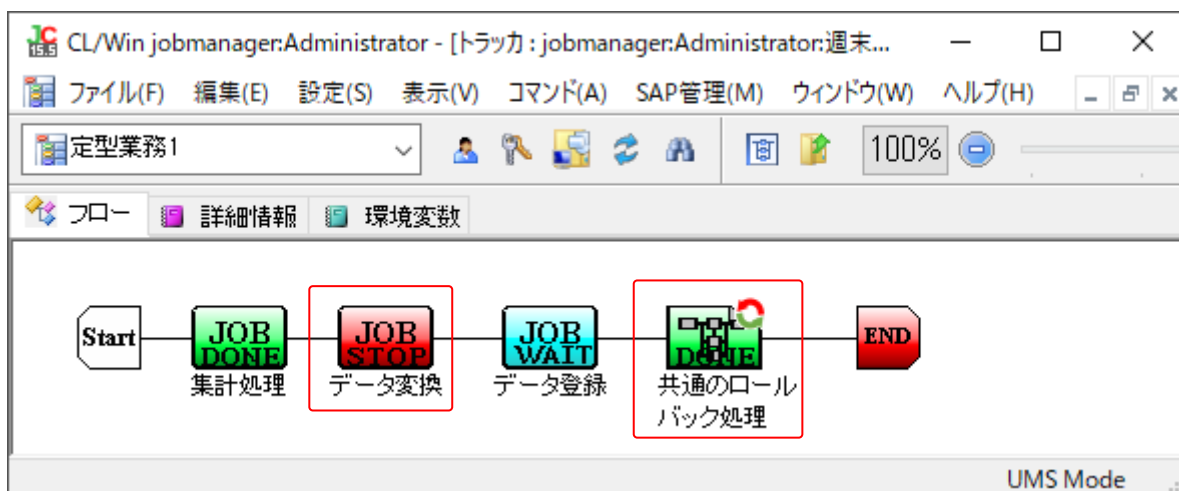 JC
15.5
CL/Win jobmanager:Administrator - [トラッカ : jobmanager:Administrator:週末...
ファイル(F) 編集(E) 設定(S) 表示(V) コマンド(A) SAP管理(M) ウィンドウ(W) ヘルプ(H)
定型業務1 100%
フロー 詳細情報 環境変数
Start
JOB
DONE
集計処理
JOB
STOP
データ変換
JOB
WAIT
データ登録
DONE
共通のロール
バック処理
END
UMS Mode